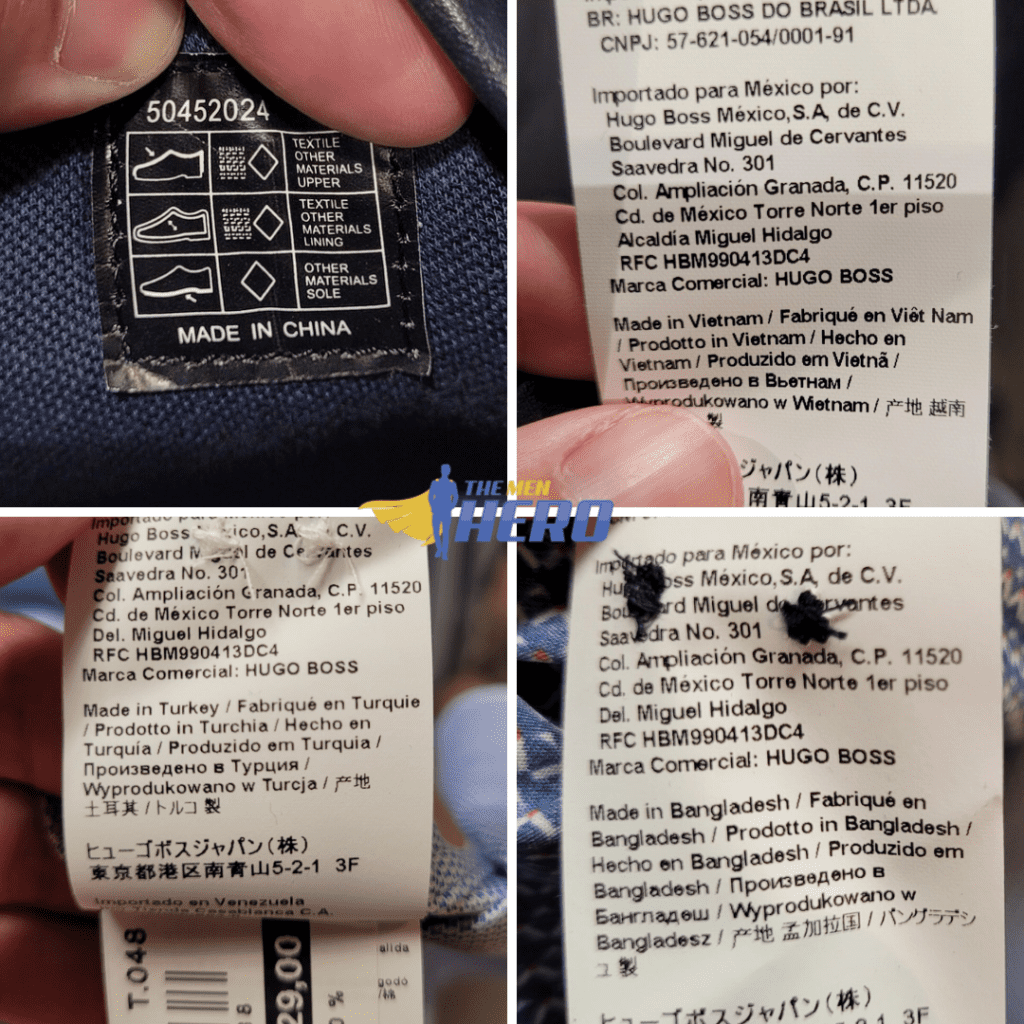 50452024
TEXTILE
OTHER
MATERIALS
UPPER
TEXTILE
OTHER
MATERIALS
LINING
OTHER
MATERIALS
SOLE
MADE IN CHINA
BR: HUGO BOSS DO BRASIL LTDA.
CNPJ: 57-621-054/0001-91
Importado para México por:
Hugo Boss México,S.A, de C.V.
Boulevard Miguel de Cervantes
Saavedra No. 301
Col. Ampliación Granada, C.P. 11520
Cd. de México Torre Norte 1er piso
Alcaldía Miguel Hidalgo
RFC HBM990413DC4
Marca Comercial: HUGO BOSS
Made in Vietnam / Fabriqué en Viêt Nam
/ Prodotto in Vietnam / Hecho en
Vietnam / Produzido em Vietnã /
Произведено в Вьетнам /
Wyprodukowano w Wietnam / 产地 越南
製
ジャパン(株)
南青山5-2-1 3F
THE MEN
HERO
Importado para México por:
Hugo Boss C.V.
Boulevard de
Saavedra No. 301
Col. Ampliación Granada, C.P. 11520
Cd. de México Torre Norte 1er piso
Del. Miguel Hidalgo
RFC HBM990413DC4
Marca Comercial: HUGO BOSS
Made in Turkey / Fabriqué en Turquie
/ Prodotto in Turchia / Hecho en
Turquía / Produzido em Turquia /
Произведено в Турция /
Wyprodukowano w Turcja / 产地
土耳其 / トルコ 製
ヒューゴボスジャパン(株)
東京都港区南青山5-2-1 3F
Importado en Venezuela
Casablanca C.A.
T.048
29,00
para México por:
México,S.A, de C.V.
Miguel
No. 301
Col. Ampliación Granada, C.P. 11520
Cd. de México Torre Norte 1er piso
Del. Miguel Hidalgo
RFC HBM990413DC4
Marca Comercial: HUGO BOSS
Made in Bangladesh / Fabriqué en
Bangladesh / Prodotto in Bangladesh /
Hecho en Bangladesh / Produzido em
Bangladesh / Произведено в
Бангладеш / Wyprodukowano w
Bangladesz / 产地 孟加拉国 / バングラデシ
ュ 製
ヒューゴボスジャパン(株)
3F